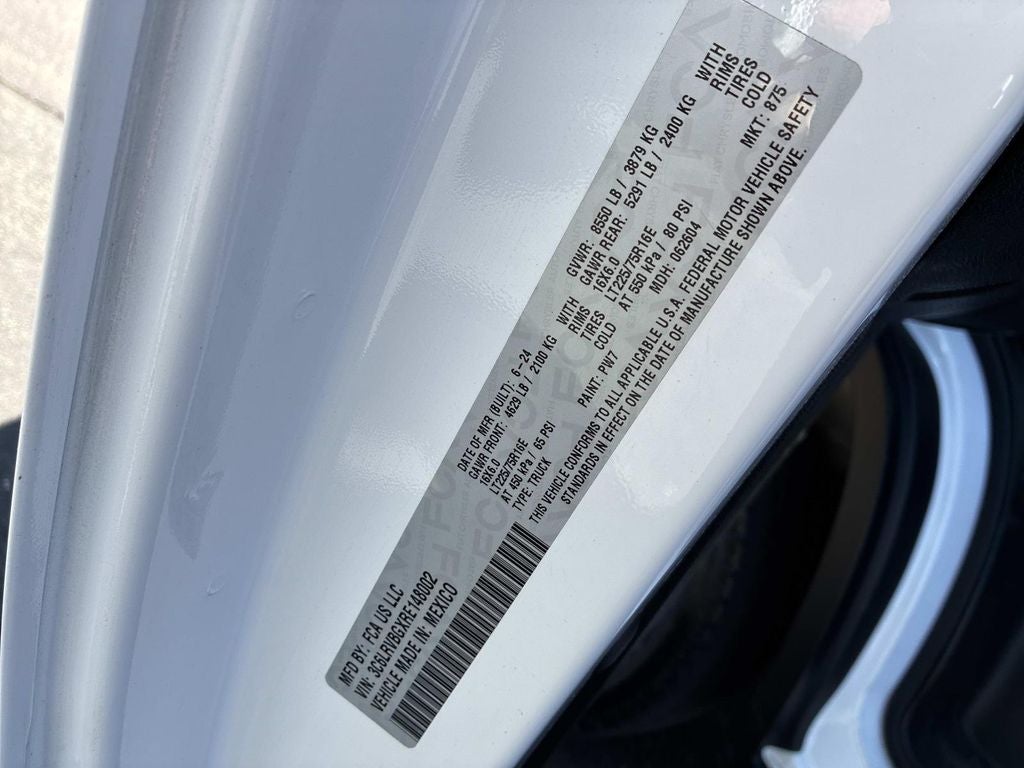 MFD BY: FCA US LLC
DATE OF MFR (BUILT): 6-24
GVWR: 8550 LB / 3879 KG
GAWR FRONT: 4629 LB / 2100 KG WITH
GAWR REAR: 5291 LB / 2400 KG WITH
16X6.0 RIMS
16X6.0 RIMS
LT225/75R16E TIRES
LT225/75R16E TIRES
AT 450 kPa / 65 PSI COLD
AT 550 kPa / 80 PSI COLD
VIN: 3C6LRVBGXRE148002
TYPE: TRUCK
PAINT: PW7
MDH: 062604
MKT: 875
VEHICLE MADE IN: MEXICO
THIS VEHICLE CONFORMS TO ALL APPLICABLE U.S.A. FEDERAL MOTOR VEHICLE SAFETY
STANDARDS IN EFFECT ON THE DATE OF MANUFACTURE SHOWN ABOVE.